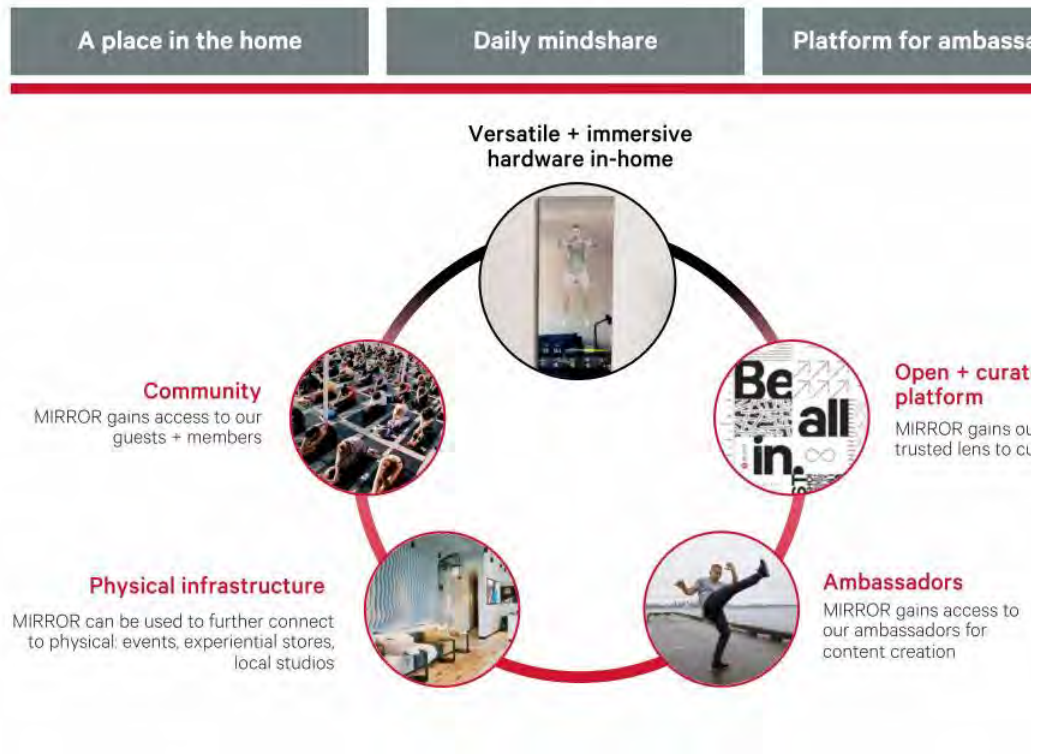 A place in the home
Daily mindshare
Platform for
Versatile + immersive
hardware in-home
Community
MIRROR gains access to our
guests + members
Be
all
in.
Open +
platform
MIRROR gains
trusted lens to
Physical infrastructure
MIRROR can be used to further connect
to physical: events, experiential stores,
local studios
Ambassadors
MIRROR gains access to
our ambassadors for
content creation